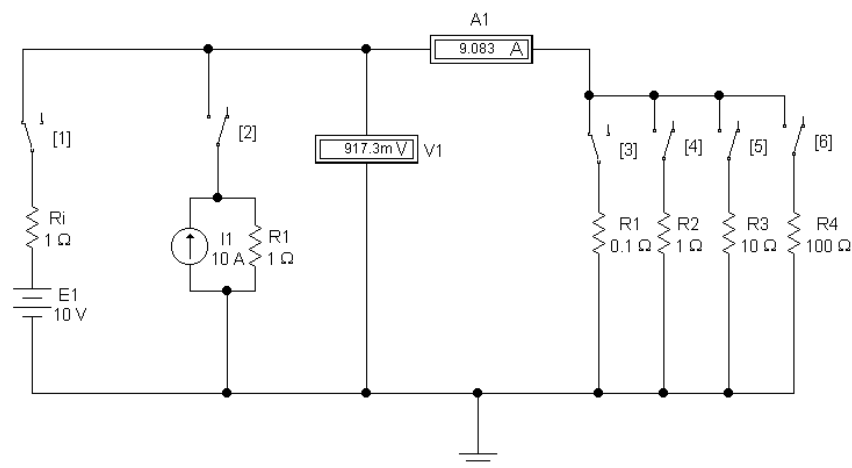 A1
9.083 A
[1]
[2]
917.3m V
V1
[3]
[4]
[5]
[6]
Ri
1 Ω
I1
10 A
R1
1 Ω
R1
0.1 Ω
R2
1 Ω
R3
10 Ω
R4
100 Ω
E1
10 V